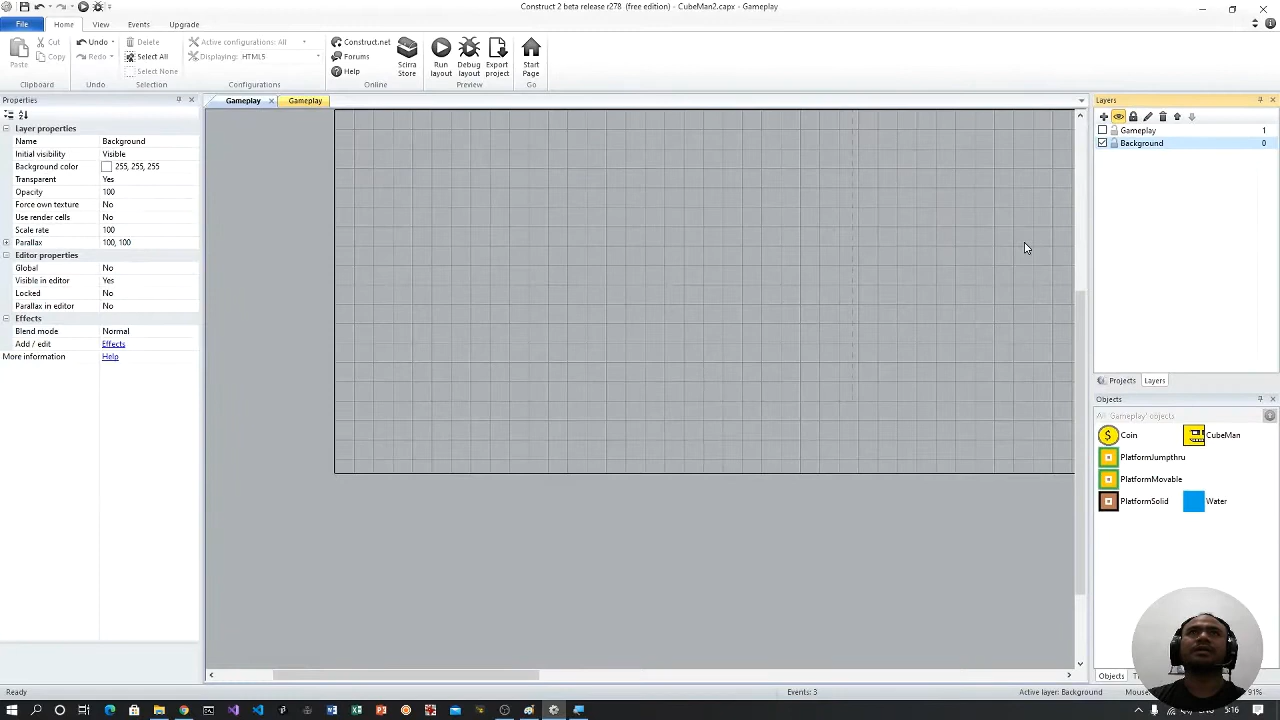 Construct 2 beta release r278 (free edition) - CubeMan2.capx - Gameplay
File Home View Events Upgrade
Paste Cut Copy
Clipboard
Undo
Redo
Undo
Delete
Select All
Select None
Selection
Active configurations: All
Displaying: HTML5
Configurations
Construct.net
Forums
Help
Online
Scirra Store
Run layout
Debug layout
Export project
Preview
Start Page
Go
Properties
Layer properties
Name Background
Initial visibility Visible
Background color 255, 255, 255
Transparent Yes
Opacity 100
Force own texture No
Use render cells No
Scale rate 100
Parallax 100, 100
Editor properties
Global No
Visible in editor Yes
Locked No
Parallax in editor No
Effects
Blend mode Normal
Add / edit Effects
More information Help
Gameplay Gameplay
Layers
Gameplay 1
Background 0
Projects Layers
Objects
'Gameplay' objects
Coin CubeMan
PlatformJumpthru
PlatformMovable
PlatformSolid Water
Objects
Ready Events: 3 Active layer: Background Mouse 91%
ENG 5:16